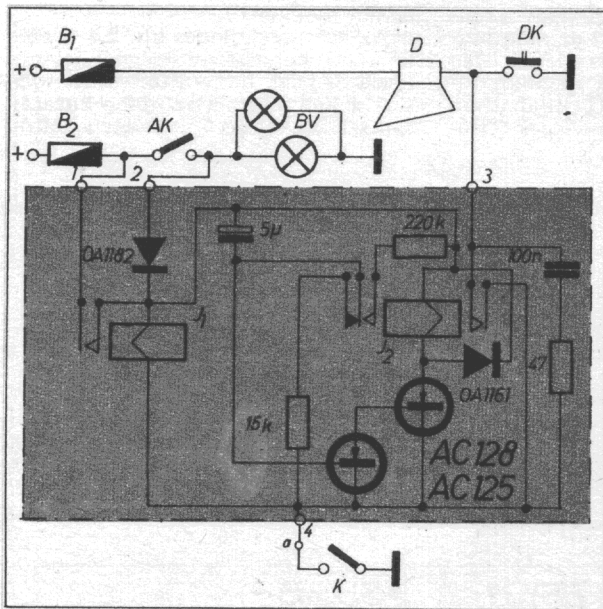 B1
D
DK
+
B2
AK
BV
+
1
2
3
OA1182
5µ
220k
100n
J1
J2
OA1161
47
15k
AC128
AC125
4
a
K